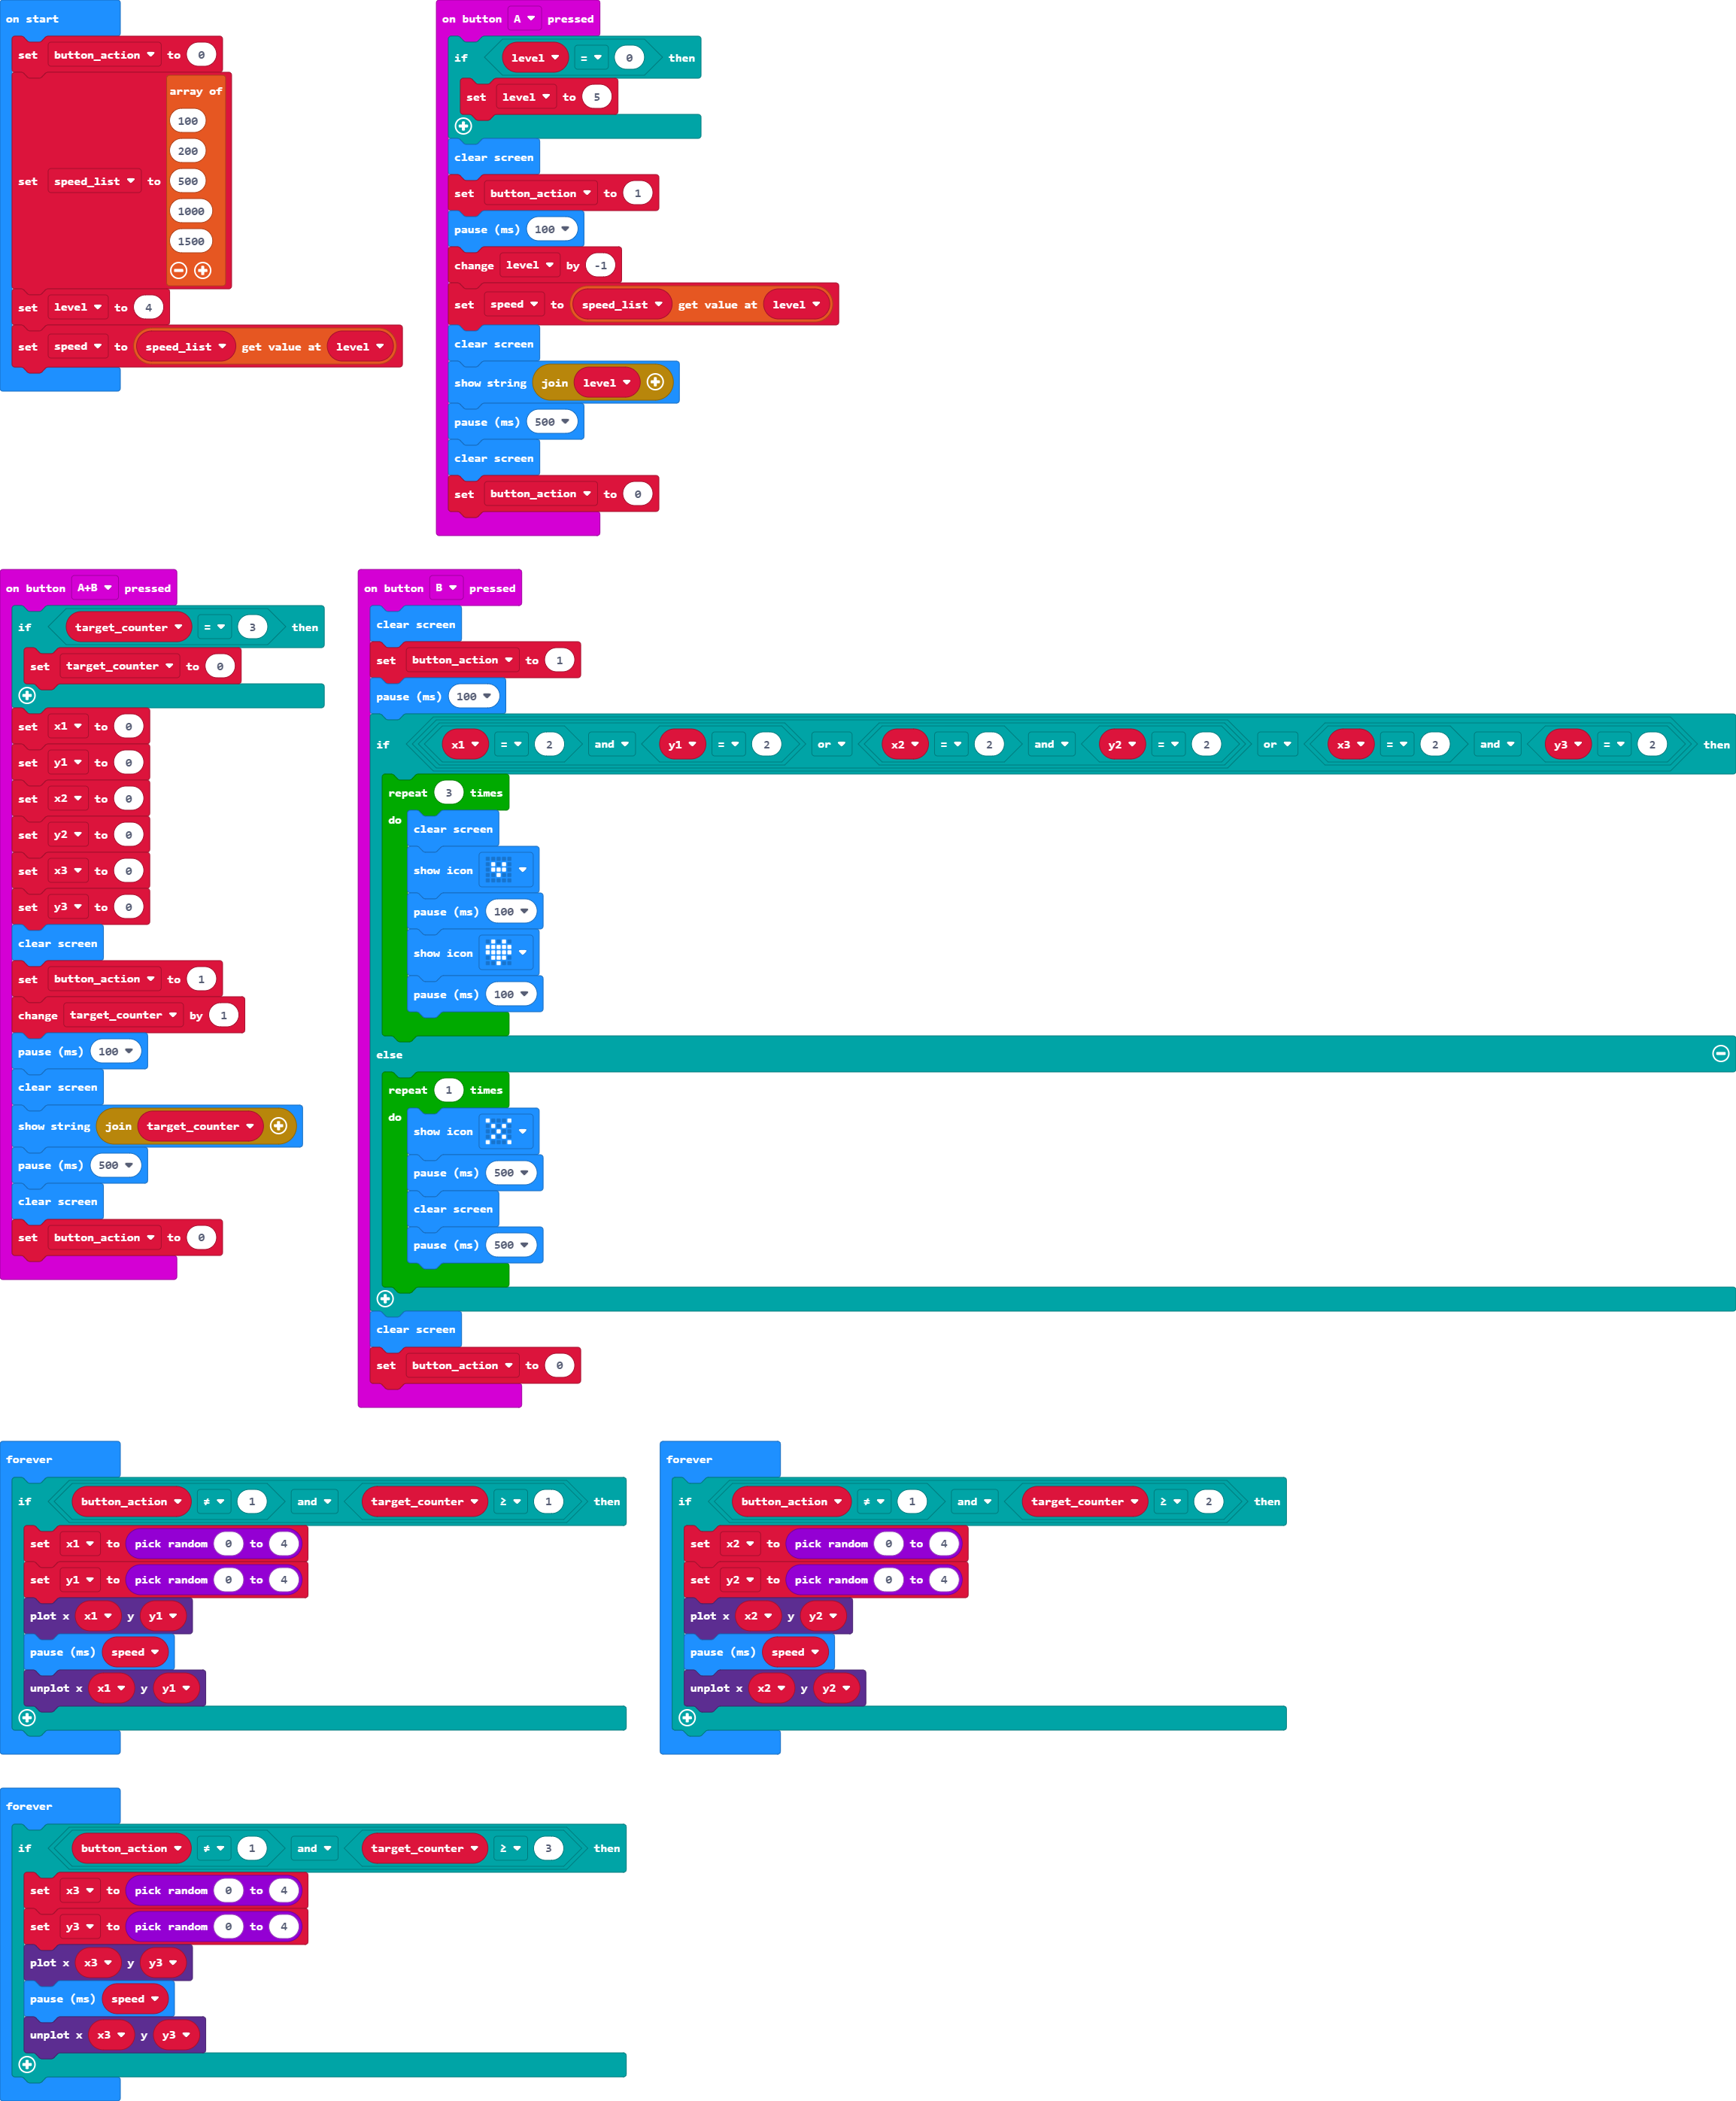 on start
set button_action to 0
set speed_list to array of
100
200
500
1000
1500
set level to 4
set speed to speed_list get value at level
on button A pressed
if level = 0 then
set level to 5
clear screen
set button_action to 1
pause (ms) 100
change level by -1
set speed to speed_list get value at level
clear screen
show string join level
pause (ms) 500
clear screen
set button_action to 0
on button A+B pressed
if target_counter = 3 then
set target_counter to 0
set x1 to 0
set y1 to 0
set x2 to 0
set y2 to 0
set x3 to 0
set y3 to 0
clear screen
set button_action to 1
change target_counter by 1
pause (ms) 100
clear screen
show string join target_counter
pause (ms) 500
clear screen
set button_action to 0
on button B pressed
clear screen
set button_action to 1
pause (ms) 100
if x1 = 2 and y1 = 2 or x2 = 2 and y2 = 2 or x3 = 2 and y3 = 2 then
repeat 3 times
do
clear screen
show icon
pause (ms) 100
show icon
pause (ms) 100
else
repeat 1 times
do
show icon
pause (ms) 500
clear screen
pause (ms) 500
clear screen
set button_action to 0
forever
if button_action ≠ 1 and target_counter ≥ 1 then
set x1 to pick random 0 to 4
set y1 to pick random 0 to 4
plot x x1 y y1
pause (ms) speed
unplot x x1 y y1
forever
if button_action ≠ 1 and target_counter ≥ 2 then
set x2 to pick random 0 to 4
set y2 to pick random 0 to 4
plot x x2 y y2
pause (ms) speed
unplot x x2 y y2
forever
if button_action ≠ 1 and target_counter ≥ 3 then
set x3 to pick random 0 to 4
set y3 to pick random 0 to 4
plot x x3 y y3
pause (ms) speed
unplot x x3 y y3